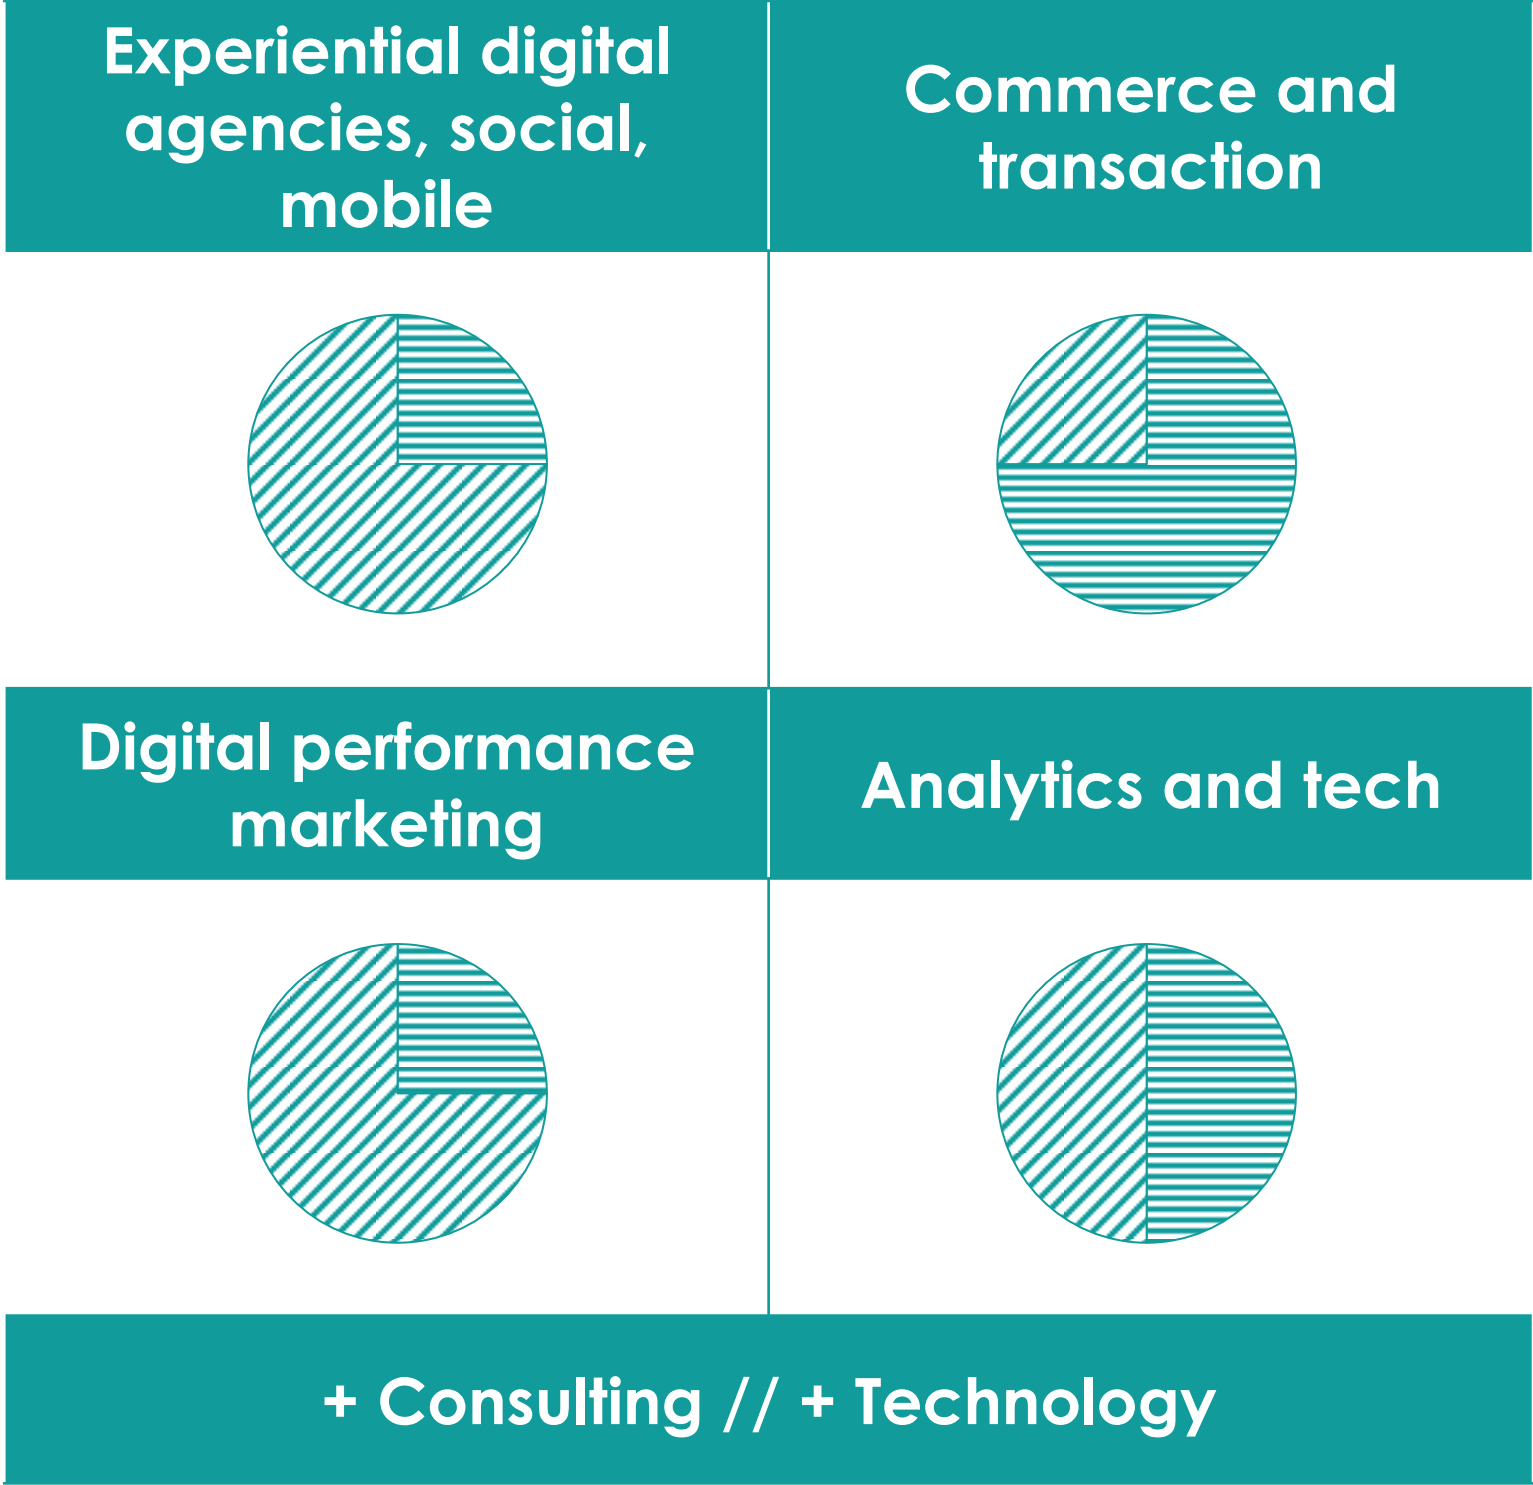 Experiential digital
agencies, social,
mobile
Commerce and
transaction
Digital performance
marketing
Analytics and tech
+ Consulting // + Technology